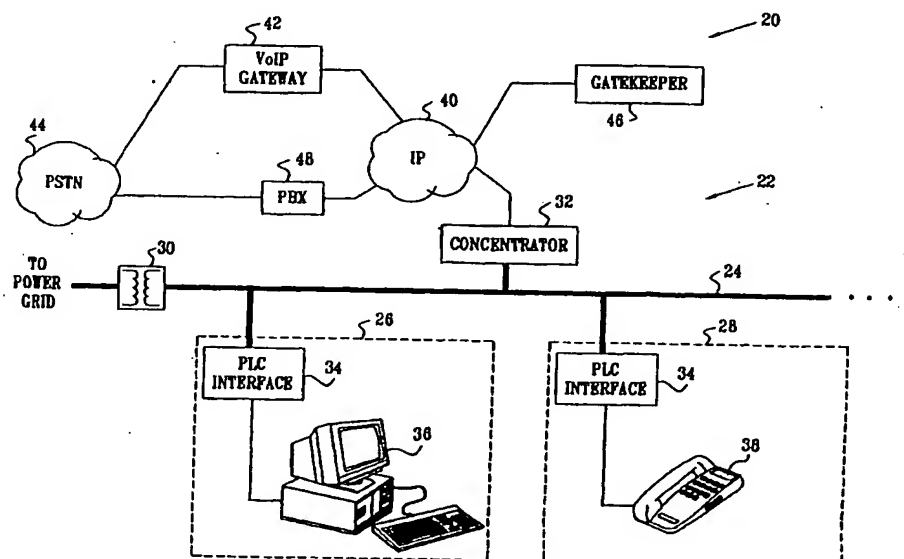 42
20
VoIP
GATEWAY
GATEKEEPER
40
46
44
IP
48
22
PSTN
PBX
32
CONCENTRATOR
30
TO
POWER
GRID
24
. . . .
26
28
PLC
INTERFACE
34
PLC
INTERFACE
34
36
38